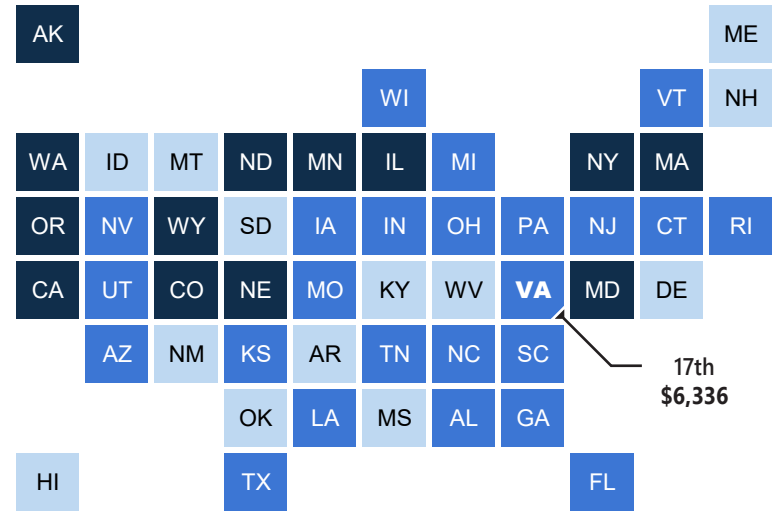 AK ME
WI VT NH
WA ID MT ND MN IL MI NY MA
OR NV WY SD IA IN OH PA NJ CT RI
CA UT CO NE MO KY WV VA MD DE
AZ NM KS AR TN NC SC
17th
$6,336
OK LA MS AL GA
HI TX FL